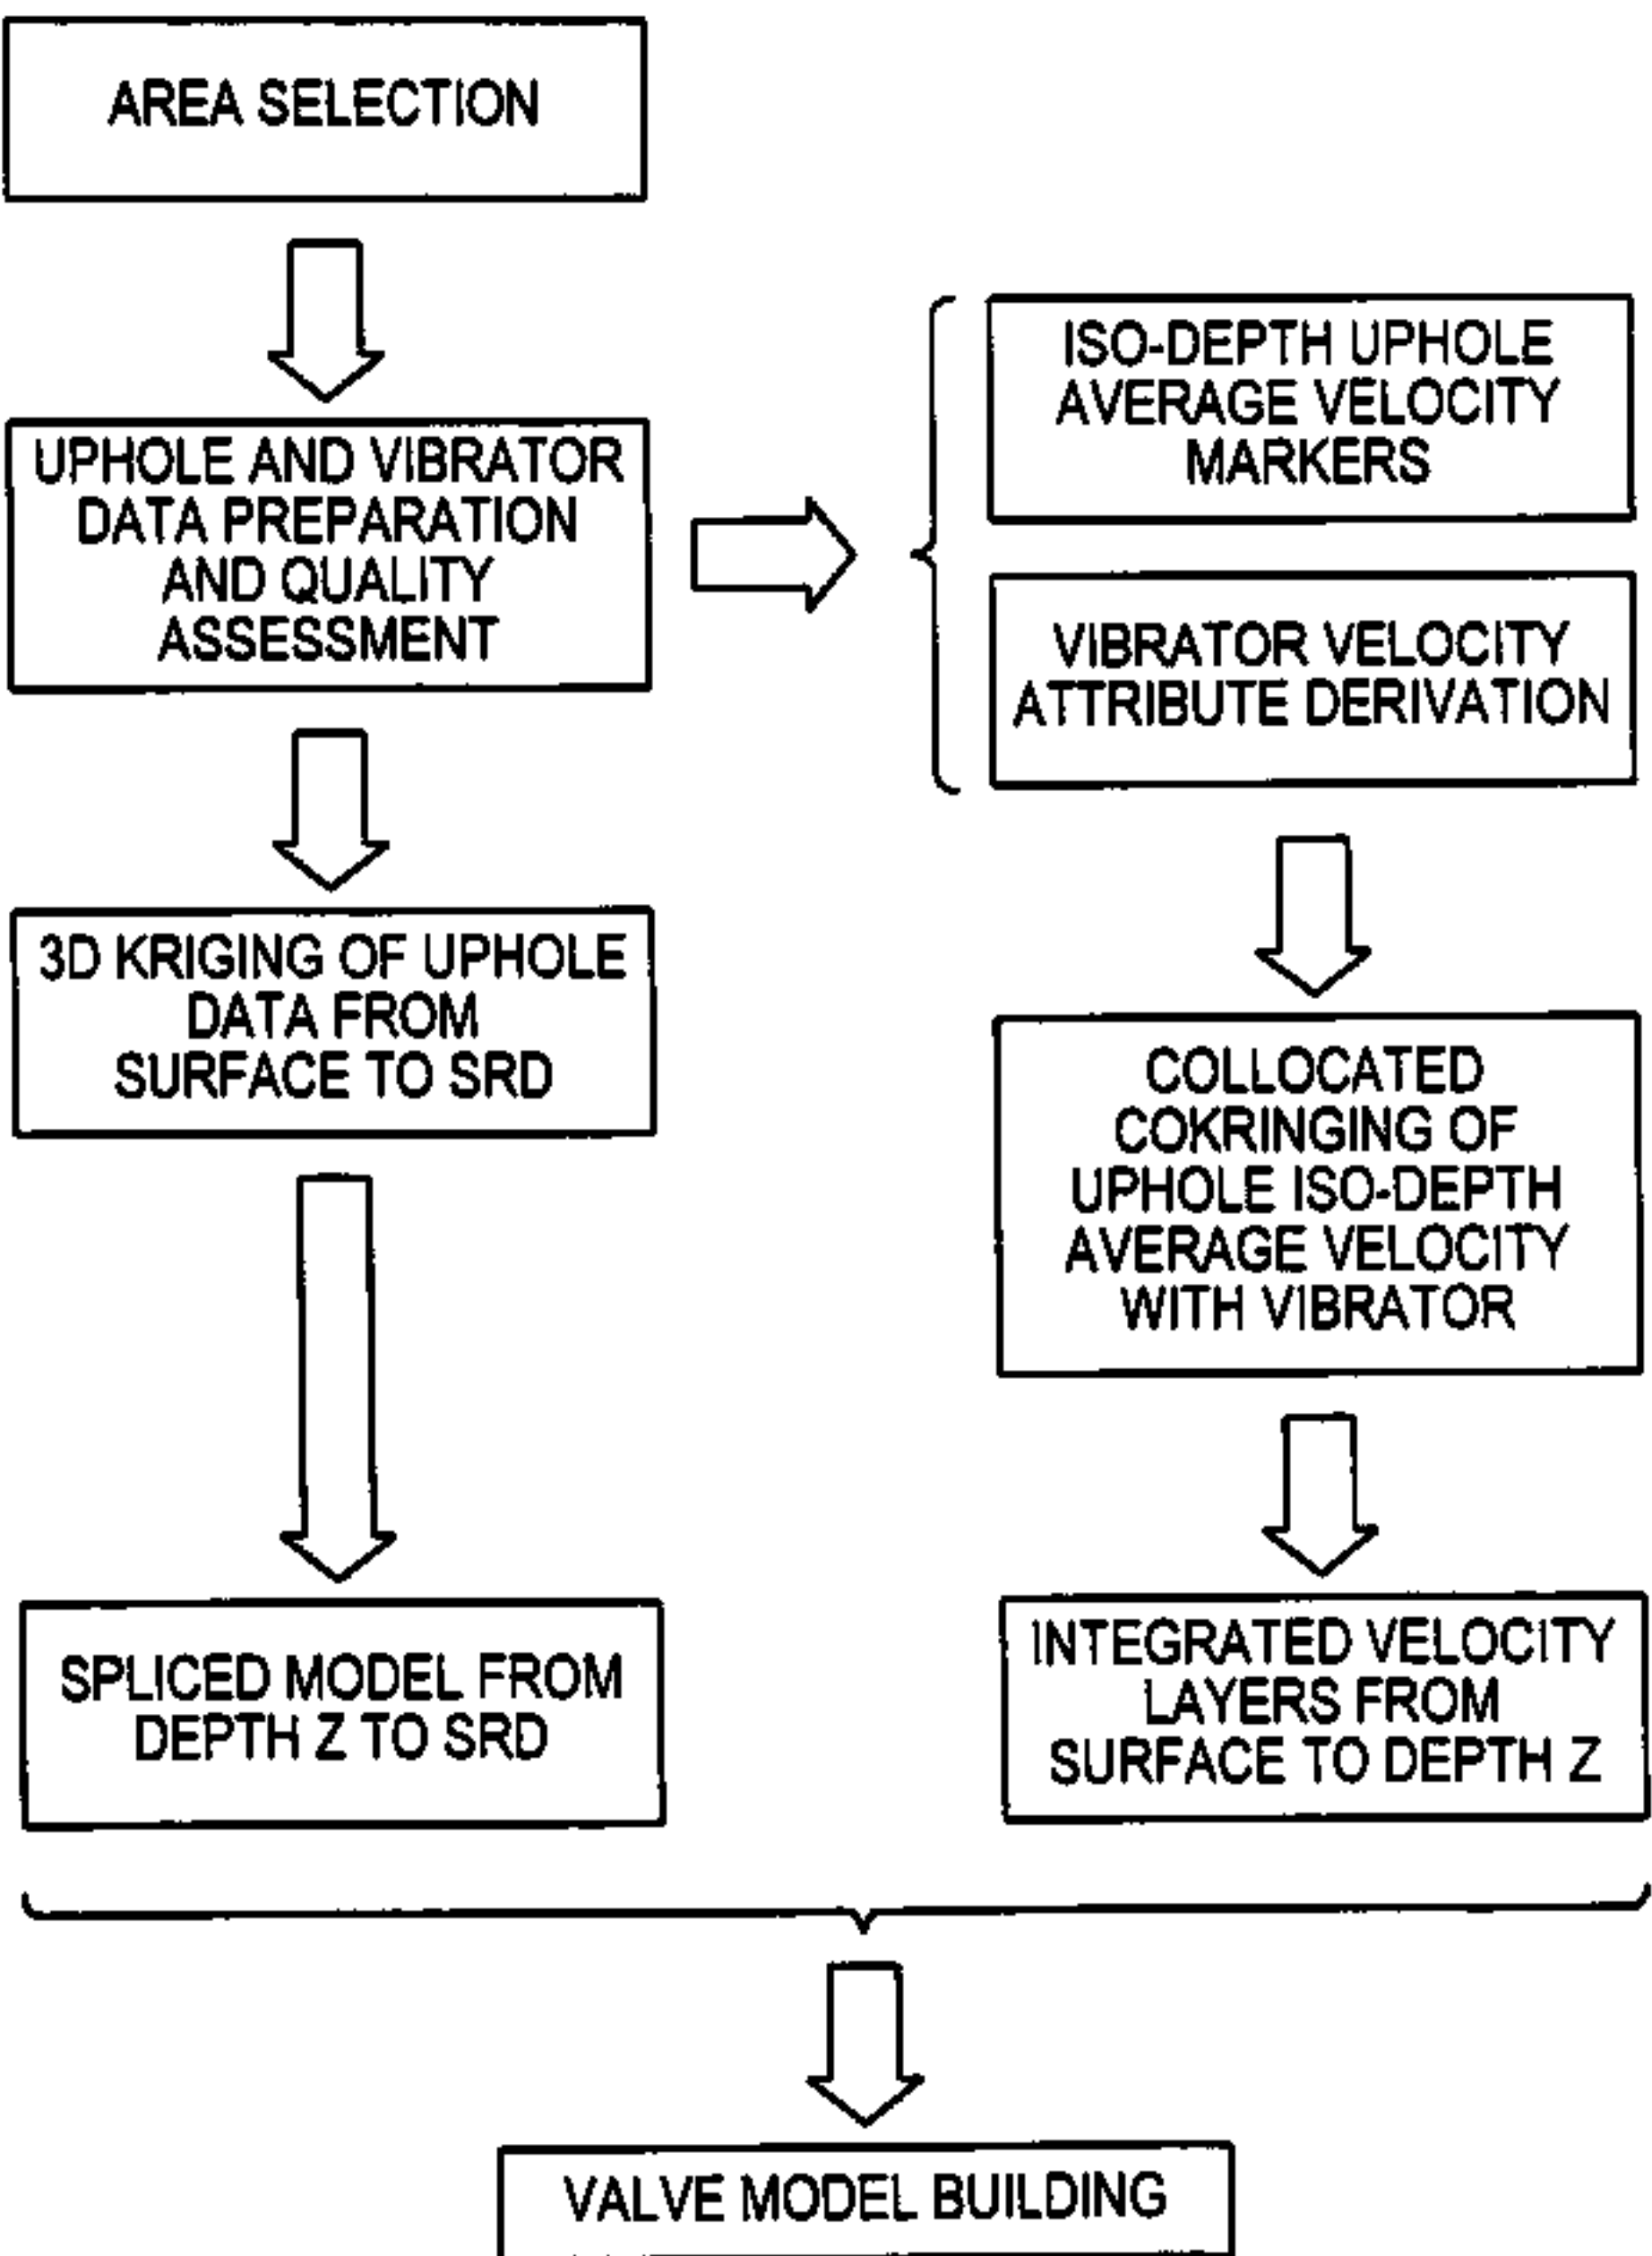 AREA SELECTION
UPHOLE AND VIBRATOR
DATA PREPARATION
AND QUALITY
ASSESSMENT
ISO-DEPTH UPHOLE
AVERAGE VELOCITY
MARKERS
VIBRATOR VELOCITY
ATTRIBUTE DERIVATION
3D KRIGING OF UPHOLE
DATA FROM
SURFACE TO SRD
COLLOCATED
COKRINGING OF
UPHOLE ISO-DEPTH
AVERAGE VELOCITY
WITH VIBRATOR
SPLICED MODEL FROM
DEPTH Z TO SRD
INTEGRATED VELOCITY
LAYERS FROM
SURFACE TO DEPTH Z
VALVE MODEL BUILDING